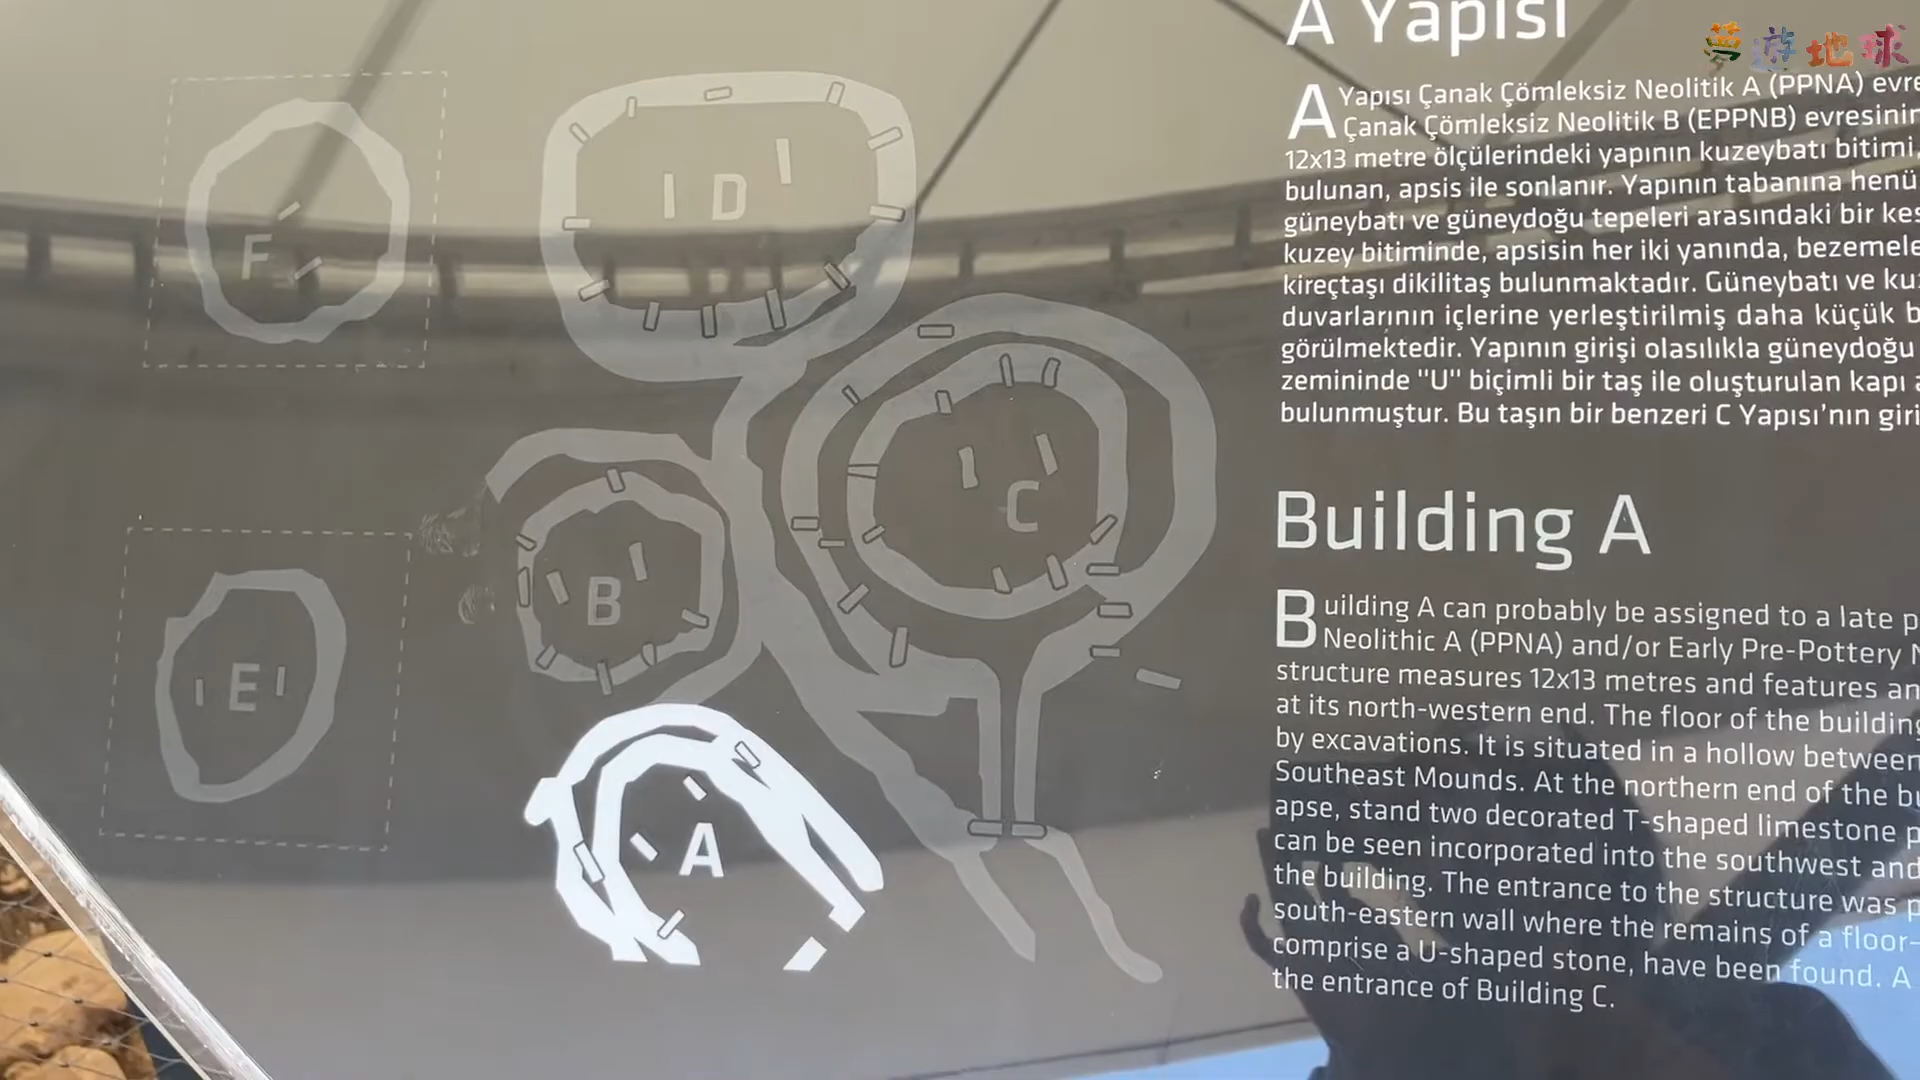 夢遊地球
A Yapısı
A Yapısı Çanak Çömleksiz Neolitik A (PPNA)
Çanak Çömleksiz Neolitik B (EPPNB) evresinin
12x13 metre ölçülerindeki yapının kuzeybatı bitimi,
bulunan, apsis ile sonlanır. Yapının tabanına
güneybatı ve güneydoğu tepeleri arasındaki bir
kuzey bitiminde, apsisin her iki yanında,
kireçtaşı dikilitaş bulunmaktadır. Güneybatı ve
duvarlarının içlerine yerleştirilmiş daha küçük
görülmektedir. Yapının girişi olasılıkla güneydoğu
zemininde "U" biçimli bir taş ile oluşturulan kapı
bulunmuştur. Bu taşın bir benzeri C Yapısı'nın
Building A
Building A can probably be assigned to a late
Neolithic A (PPNA) and/or Early Pre-Pottery
structure measures 12x13 metres and features an
at its north-western end. The floor of the building
by excavations. It is situated in a hollow between
Southeast Mounds. At the northern end of the
apse, stand two decorated T-shaped limestone
can be seen incorporated into the southwest and
the building. The entrance to the structure was
south-eastern wall where the remains of a floor-
comprise a U-shaped stone, have been found. A
the entrance of Building C.
F
D
C
B
E
A